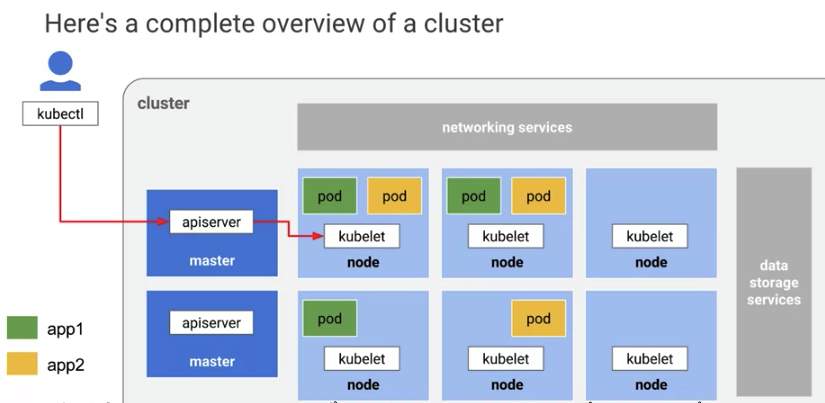 Here's a complete overview of a cluster
kubectl
cluster
networking services
pod
pod
pod
pod
apiserver
kubelet
kubelet
kubelet
master
node
node
node
data
storage
services
pod
pod
apiserver
app1
kubelet
kubelet
kubelet
master
app2
node
node
node